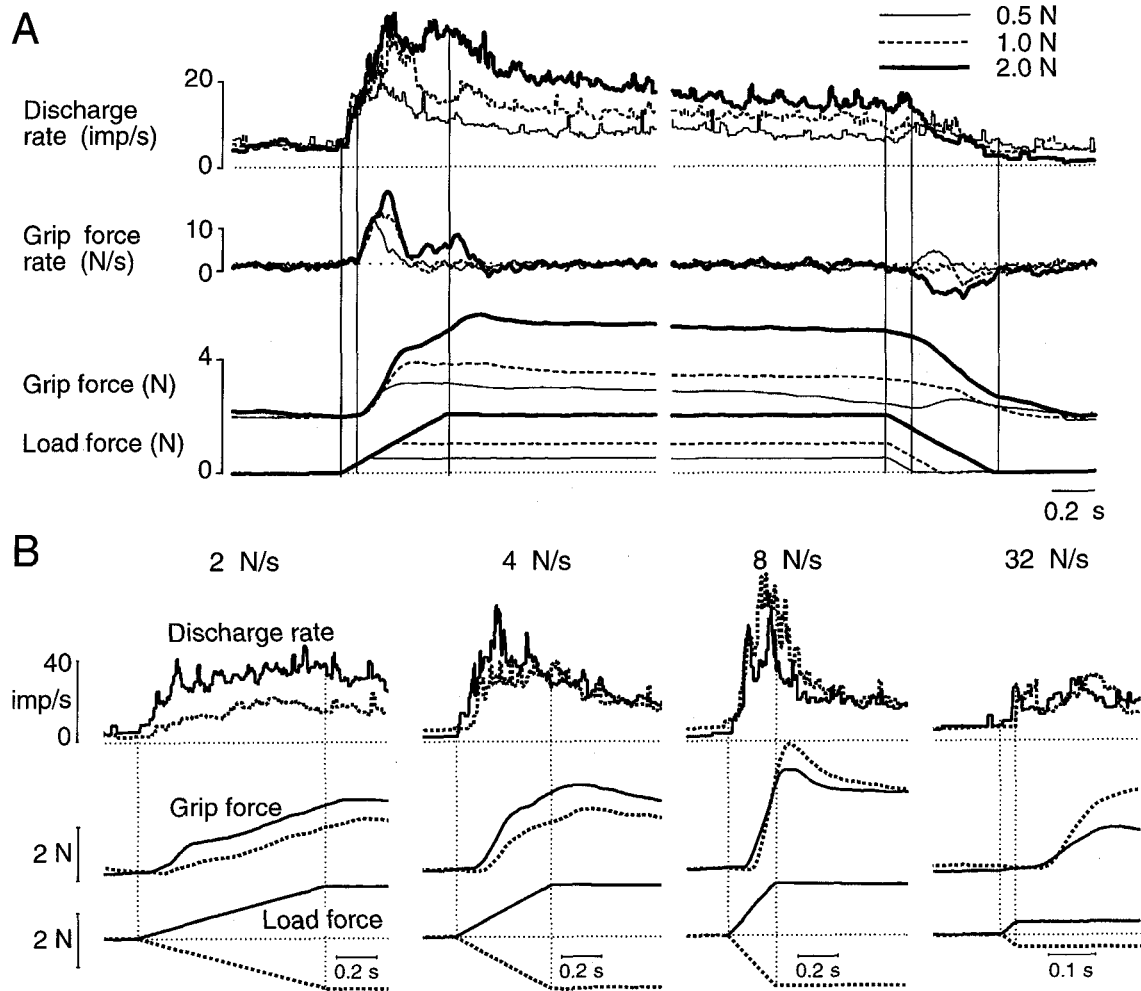 A
0.5 N
1.0 N
2.0 N
Discharge
rate (imp/s)
20
0
Grip force
rate (N/s)
10
0
Grip force (N)
4
Load force (N)
0
0.2 s
B
2 N/s
4 N/s
8 N/s
32 N/s
Discharge rate
40
imp/s
0
Grip force
2 N
Load force
2 N
0.2 s
0.2 s
0.2 s
0.1 s